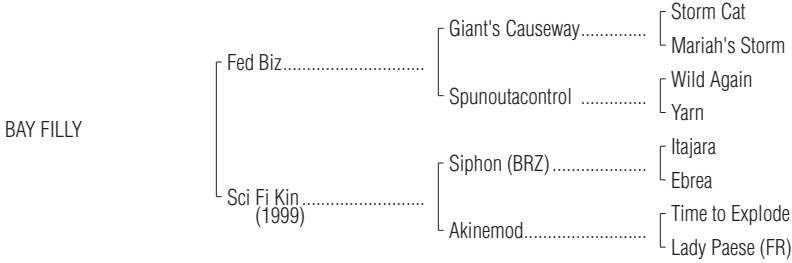 Storm Cat
Giant's Causeway..............
Mariah's Storm
Fed Biz..............................
Wild Again
Spunoutacontrol ..............
Yarn
BAY FILLY
Itajara
Siphon (BRZ)....................
Ebrea
Sci Fi Kin..........................
(1999)
Time to Explode
Akinemod..........................
Lady Paese (FR)